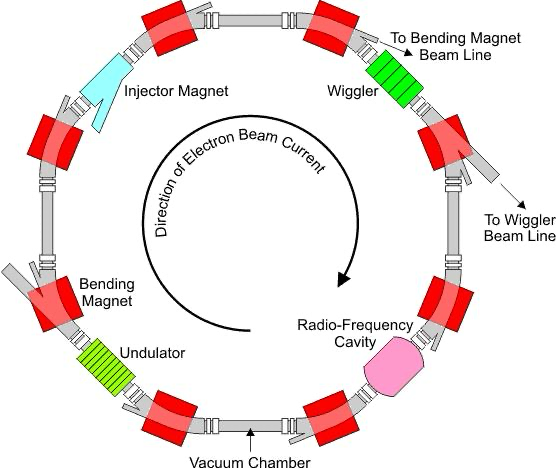 To Bending Magnet
Beam Line
Injector Magnet
Wiggler
Direction of Electron Beam Current
To Wiggler
Beam Line
Bending
Magnet
Radio-Frequency
Cavity
Undulator
Vacuum Chamber